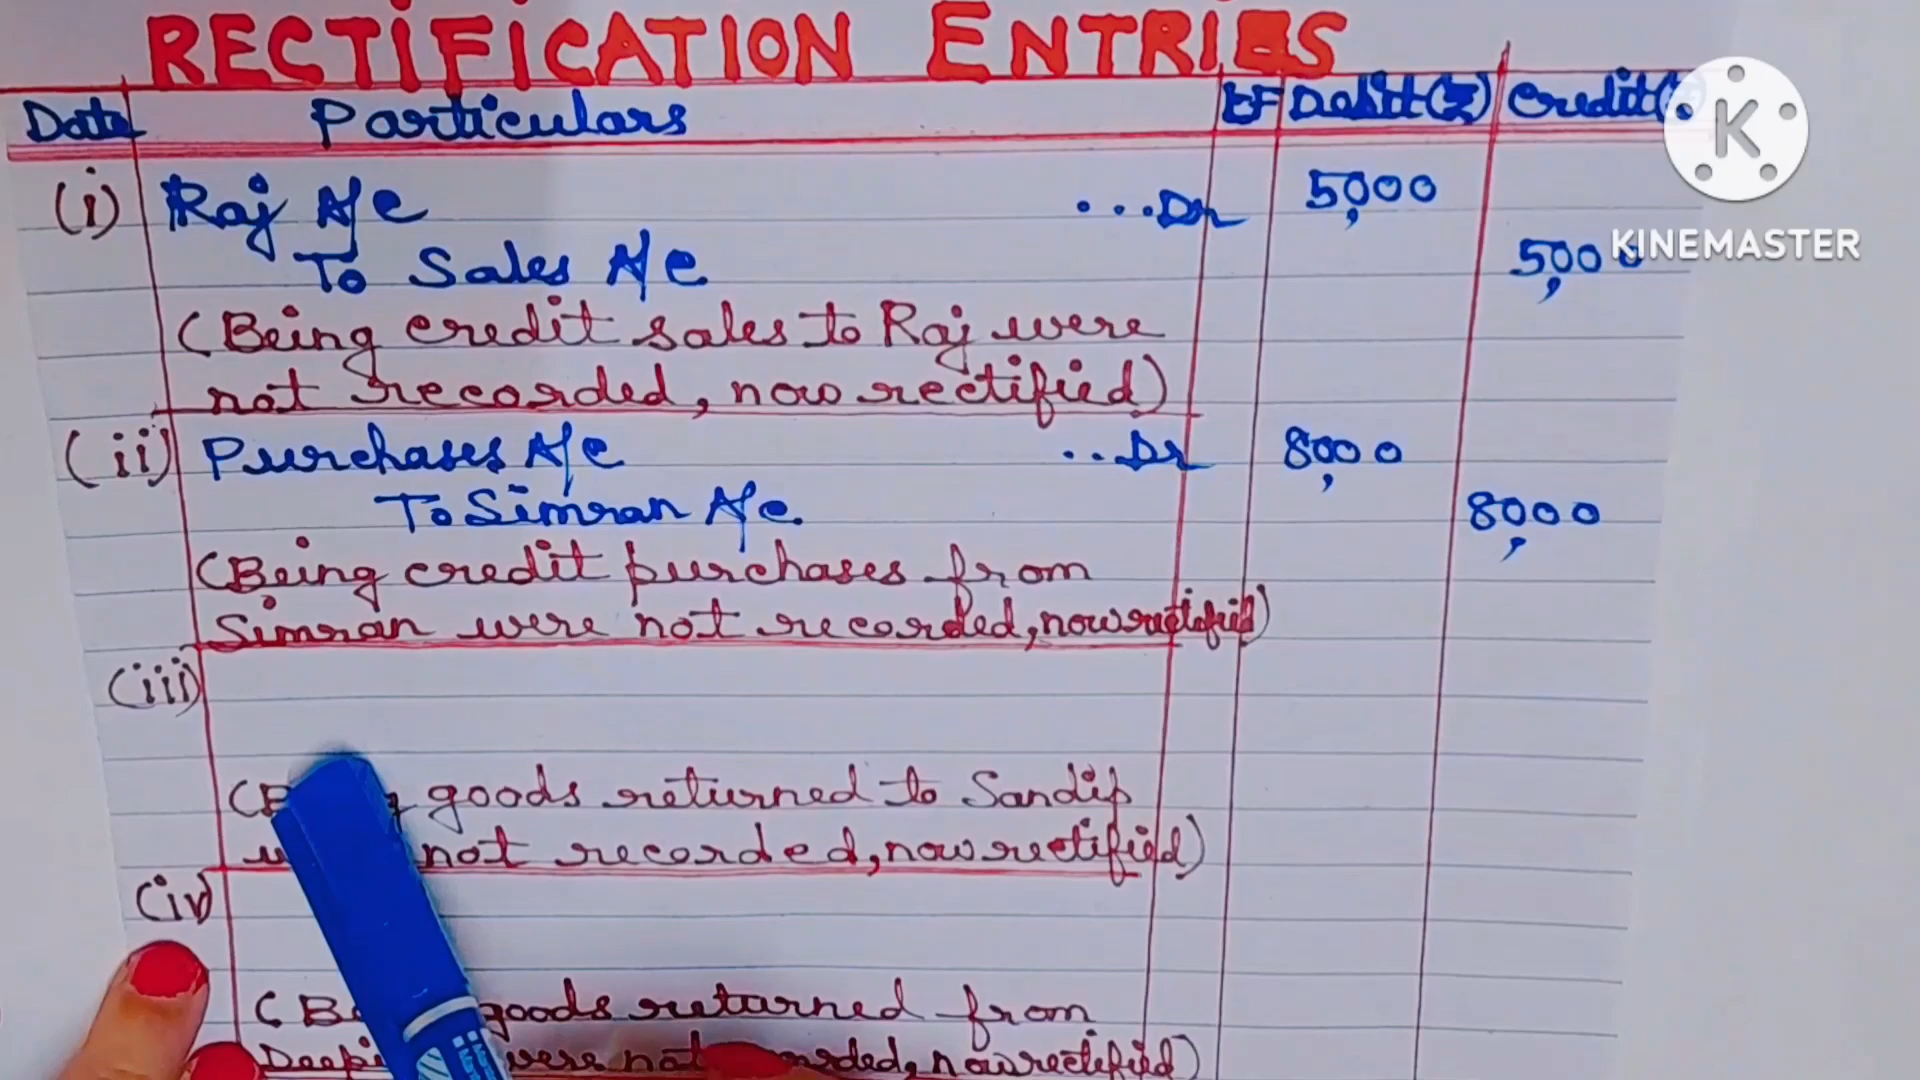 RECTIFICATION ENTRIES
Date Particulars LF Debit(₹) Credit(
(i) Raj A/c ...Dr 5,000
To Sales A/c 5,000
(Being credit sales to Raj were
not recorded, now rectified)
(ii) Purchases A/c ..Dr 8,000
To Simran A/c. 8,000
(Being credit purchases from
Simran were not recorded, now rectified)
(iii)
goods returned to Sandip
not recorded, now rectified)
(iv)
goods returned from
were not now rectified)
K
KINEMASTER